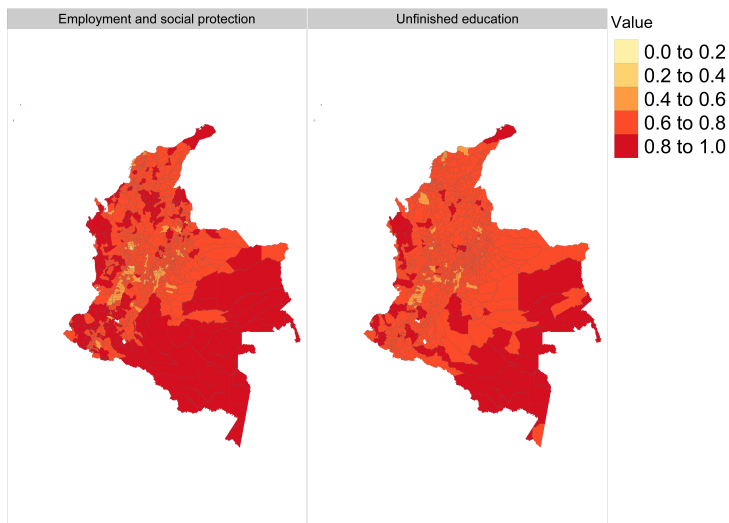 Employment and social protection
Unfinished education
Value
0.0 to 0.2
0.2 to 0.4
0.4 to 0.6
0.6 to 0.8
0.8 to 1.0